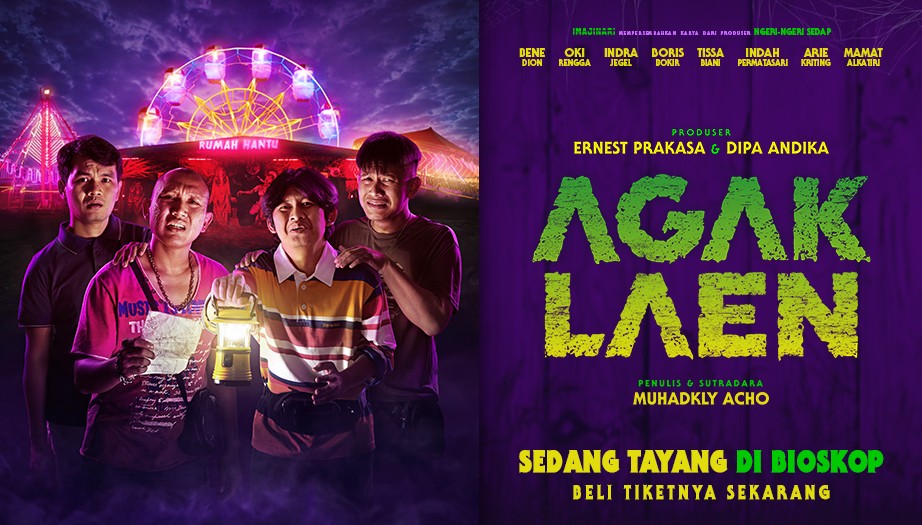 RUMAH HANTU
IMAJINARI MEMPERSEMBAHKAN KARYA DARI PRODUSER NGERI-NGERI SEDAP
BENE DION
OKI RENGGA
INDRA JEGEL
BORIS BOKIR
TISSA BIANI
INDAH PERMATASARI
ARIE KRITING
MAMAT ALKATIRI
PRODUSER
ERNEST PRAKASA & DIPA ANDIKA
AGAK
LAEN
PENULIS & SUTRADARA
MUHADKLY ACHO
SEDANG TAYANG DI BIOSKOP
BELI TIKETNYA SEKARANG